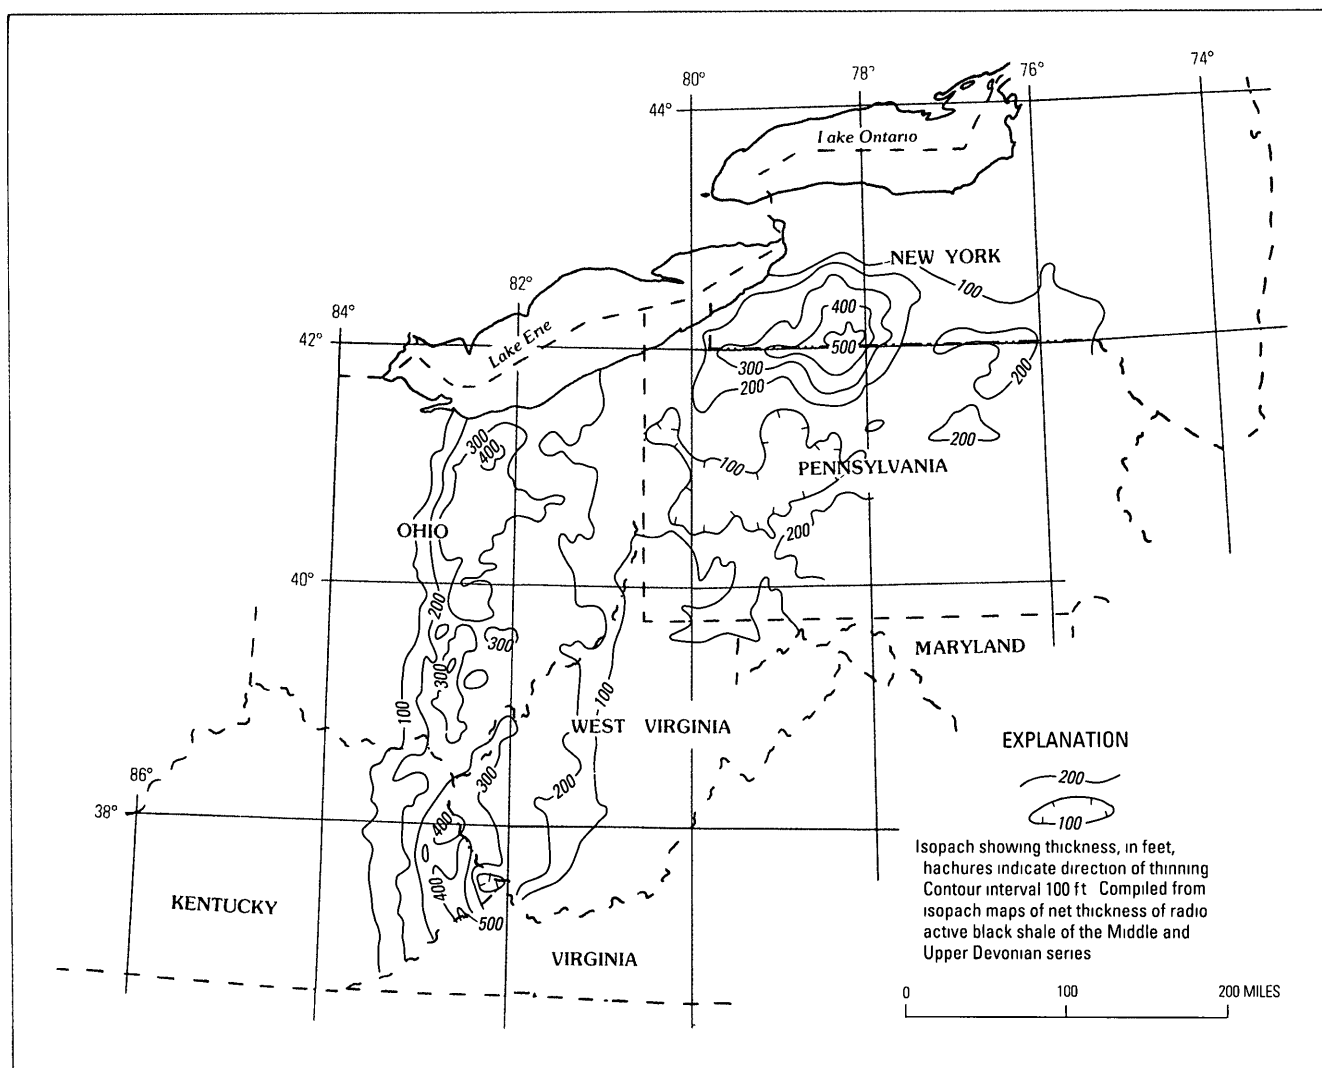 74°
80°
78°
76°
44°
Lake Ontario
NEW YORK
100
82°
84°
400
42°
Lake Erie
500
300
200
200
300
400
200
100
PENNSYLVANIA
OHIO
200
40°
200
300
MARYLAND
300
100
100
WEST VIRGINIA
EXPLANATION
86°
300
200
200
38°
100
400
Isopach showing thickness, in feet,
hachures indicate direction of thinning
Contour interval 100 ft Compiled from
isopach maps of net thickness of radio
active black shale of the Middle and
Upper Devonian series
400
KENTUCKY
500
VIRGINIA
0 100 200 MILES